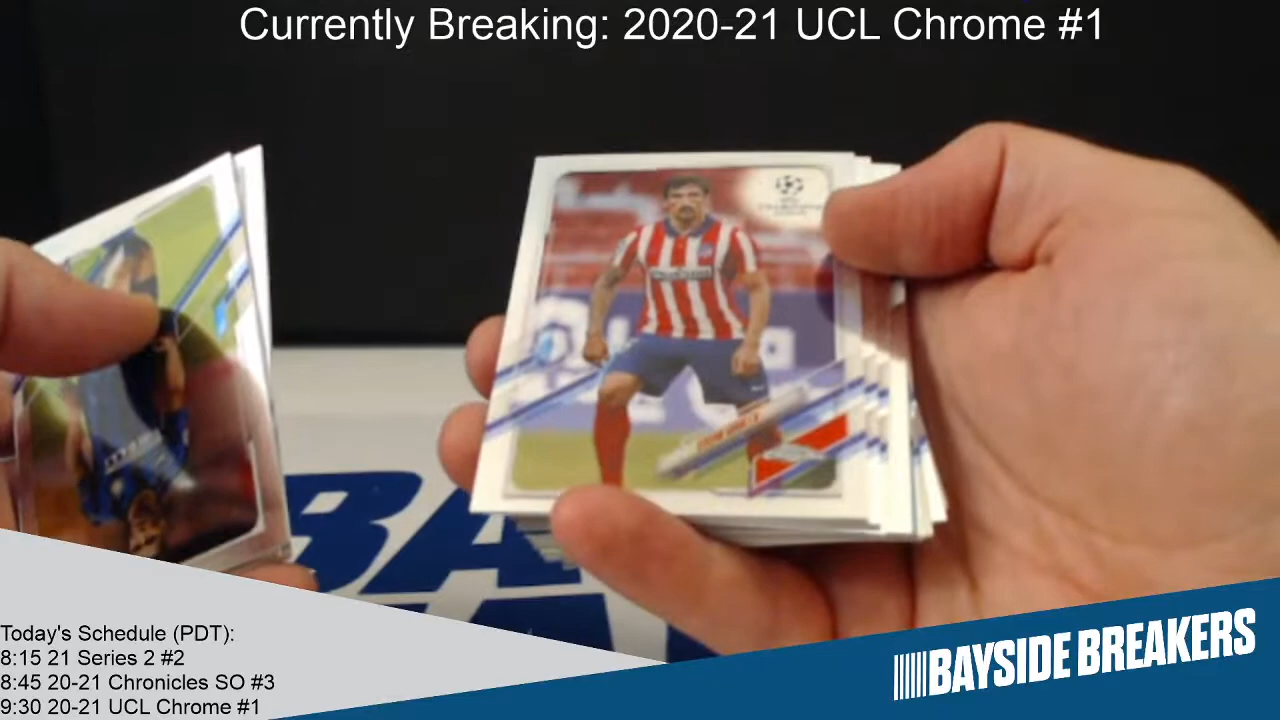 Currently Breaking: 2020-21 UCL Chrome #1
BA
Today's Schedule (PDT):
8:15 21 Series 2 #2
8:45 20-21 Chronicles SO #3
9:30 20-21 UCL Chrome #1
BAYSIDE BREAKERS